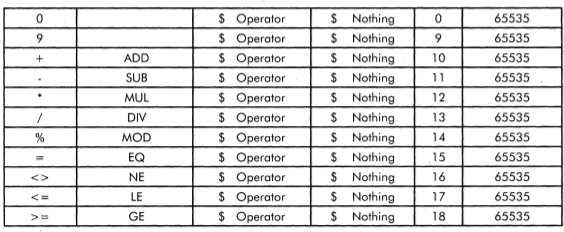 0 $ Operator $ Nothing 0 65535
9 $ Operator $ Nothing 9 65535
+ ADD $ Operator $ Nothing 10 65535
- SUB $ Operator $ Nothing 11 65535
* MUL $ Operator $ Nothing 12 65535
/ DIV $ Operator $ Nothing 13 65535
% MOD $ Operator $ Nothing 14 65535
= EQ $ Operator $ Nothing 15 65535
<> NE $ Operator $ Nothing 16 65535
<= LE $ Operator $ Nothing 17 65535
>= GE $ Operator $ Nothing 18 65535